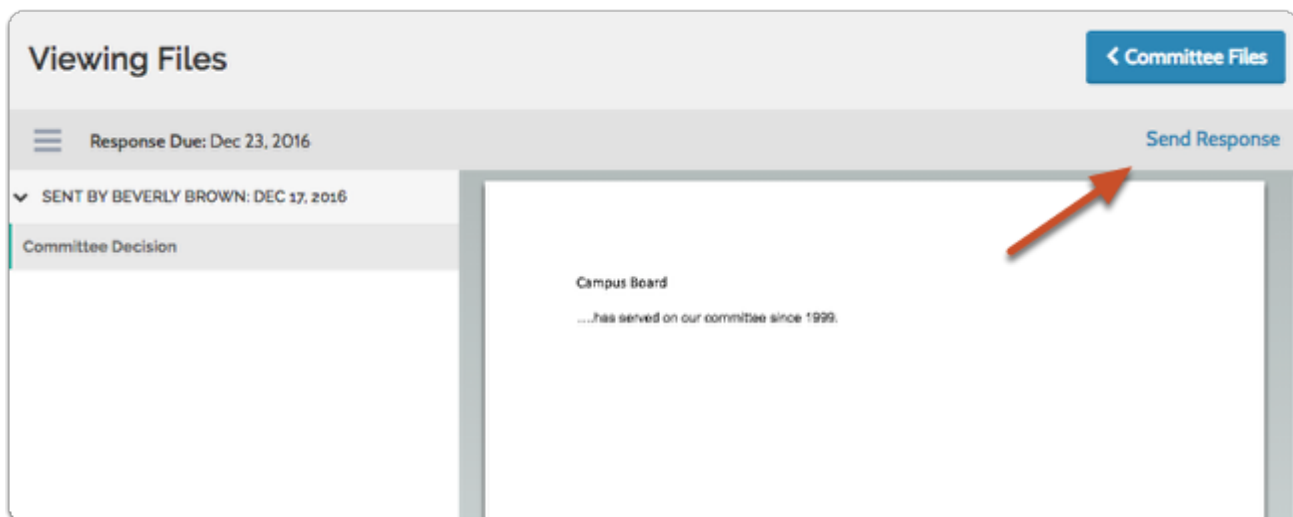 Viewing Files
< Committee Files
Response Due: Dec 23, 2016
Send Response
SENT BY BEVERLY BROWN: DEC 17, 2016
Committee Decision
Campus Board
....has served on our committee since 1999.